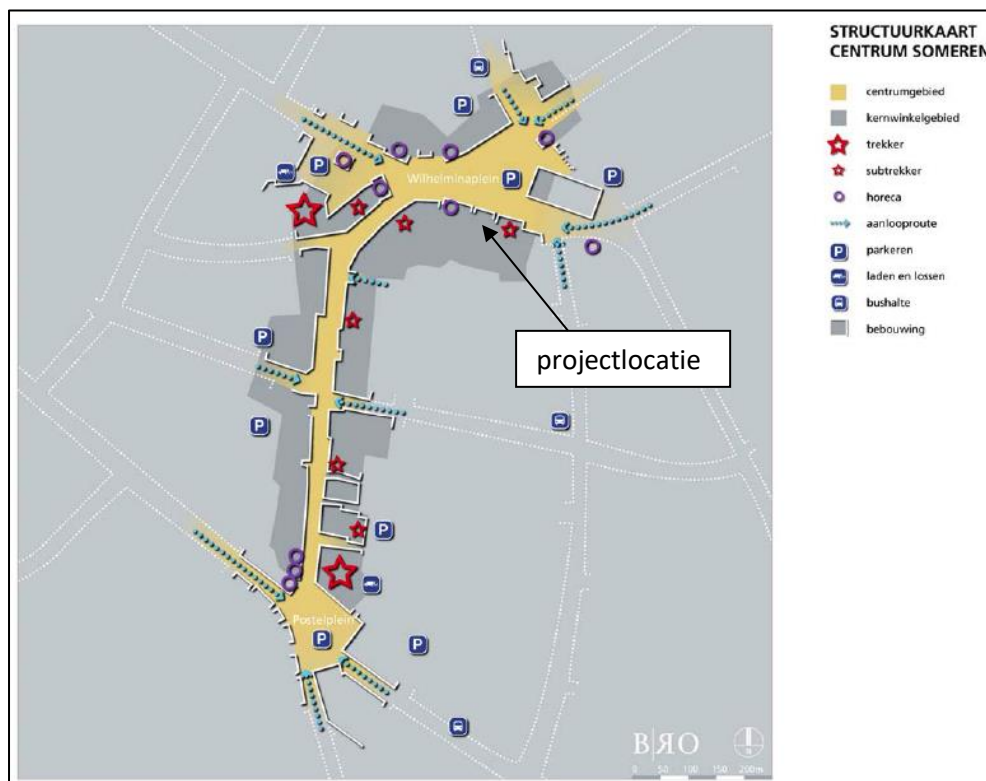 STRUCTUURKAART
CENTRUM SOMEREN
centrumgebied
kernwinkelgebied
trekker
subtrekker
horeca
aanlooproute
P parkeren
laden en lossen
bushalte
bebouwing
P
P
Wilhelminaplein
P
P
projectlocatie
P
P
P
Postelplein
P
P
B|RO
N
0 50 100 150 200m